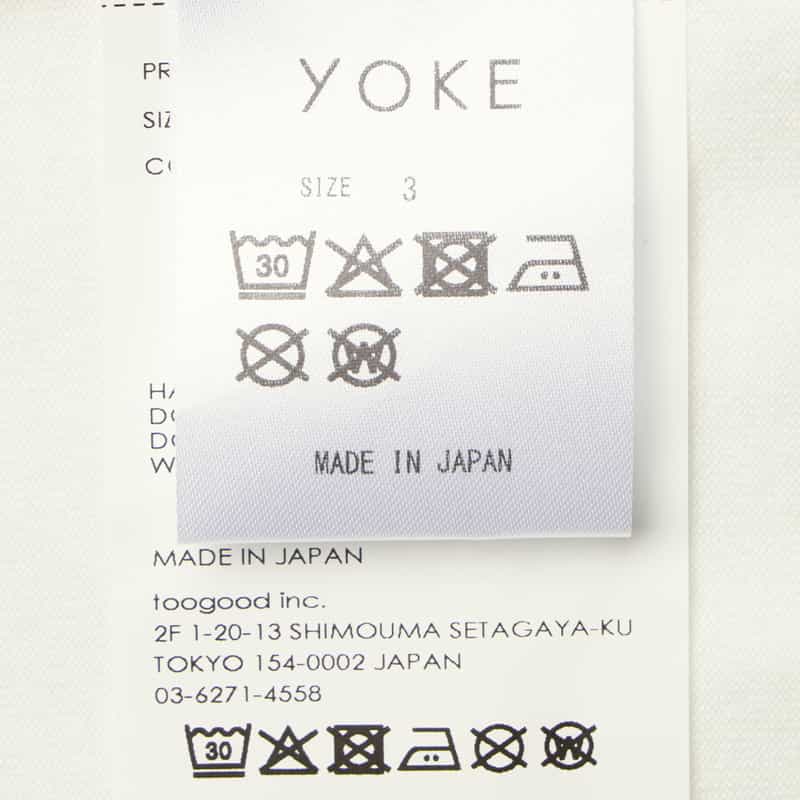 YOKE
SIZE 3
30
W
MADE IN JAPAN
MADE IN JAPAN
toogood inc.
2F 1-20-13 SHIMOUMA SETAGAYA-KU
TOKYO 154-0002 JAPAN
03-6271-4558
30
W